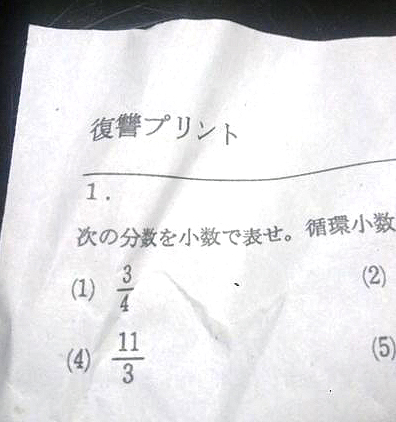 復讐プリント
1.
次の分数を小数で表せ。循環小数
(1) 3/4 (2)
(4) 11/3 (5)